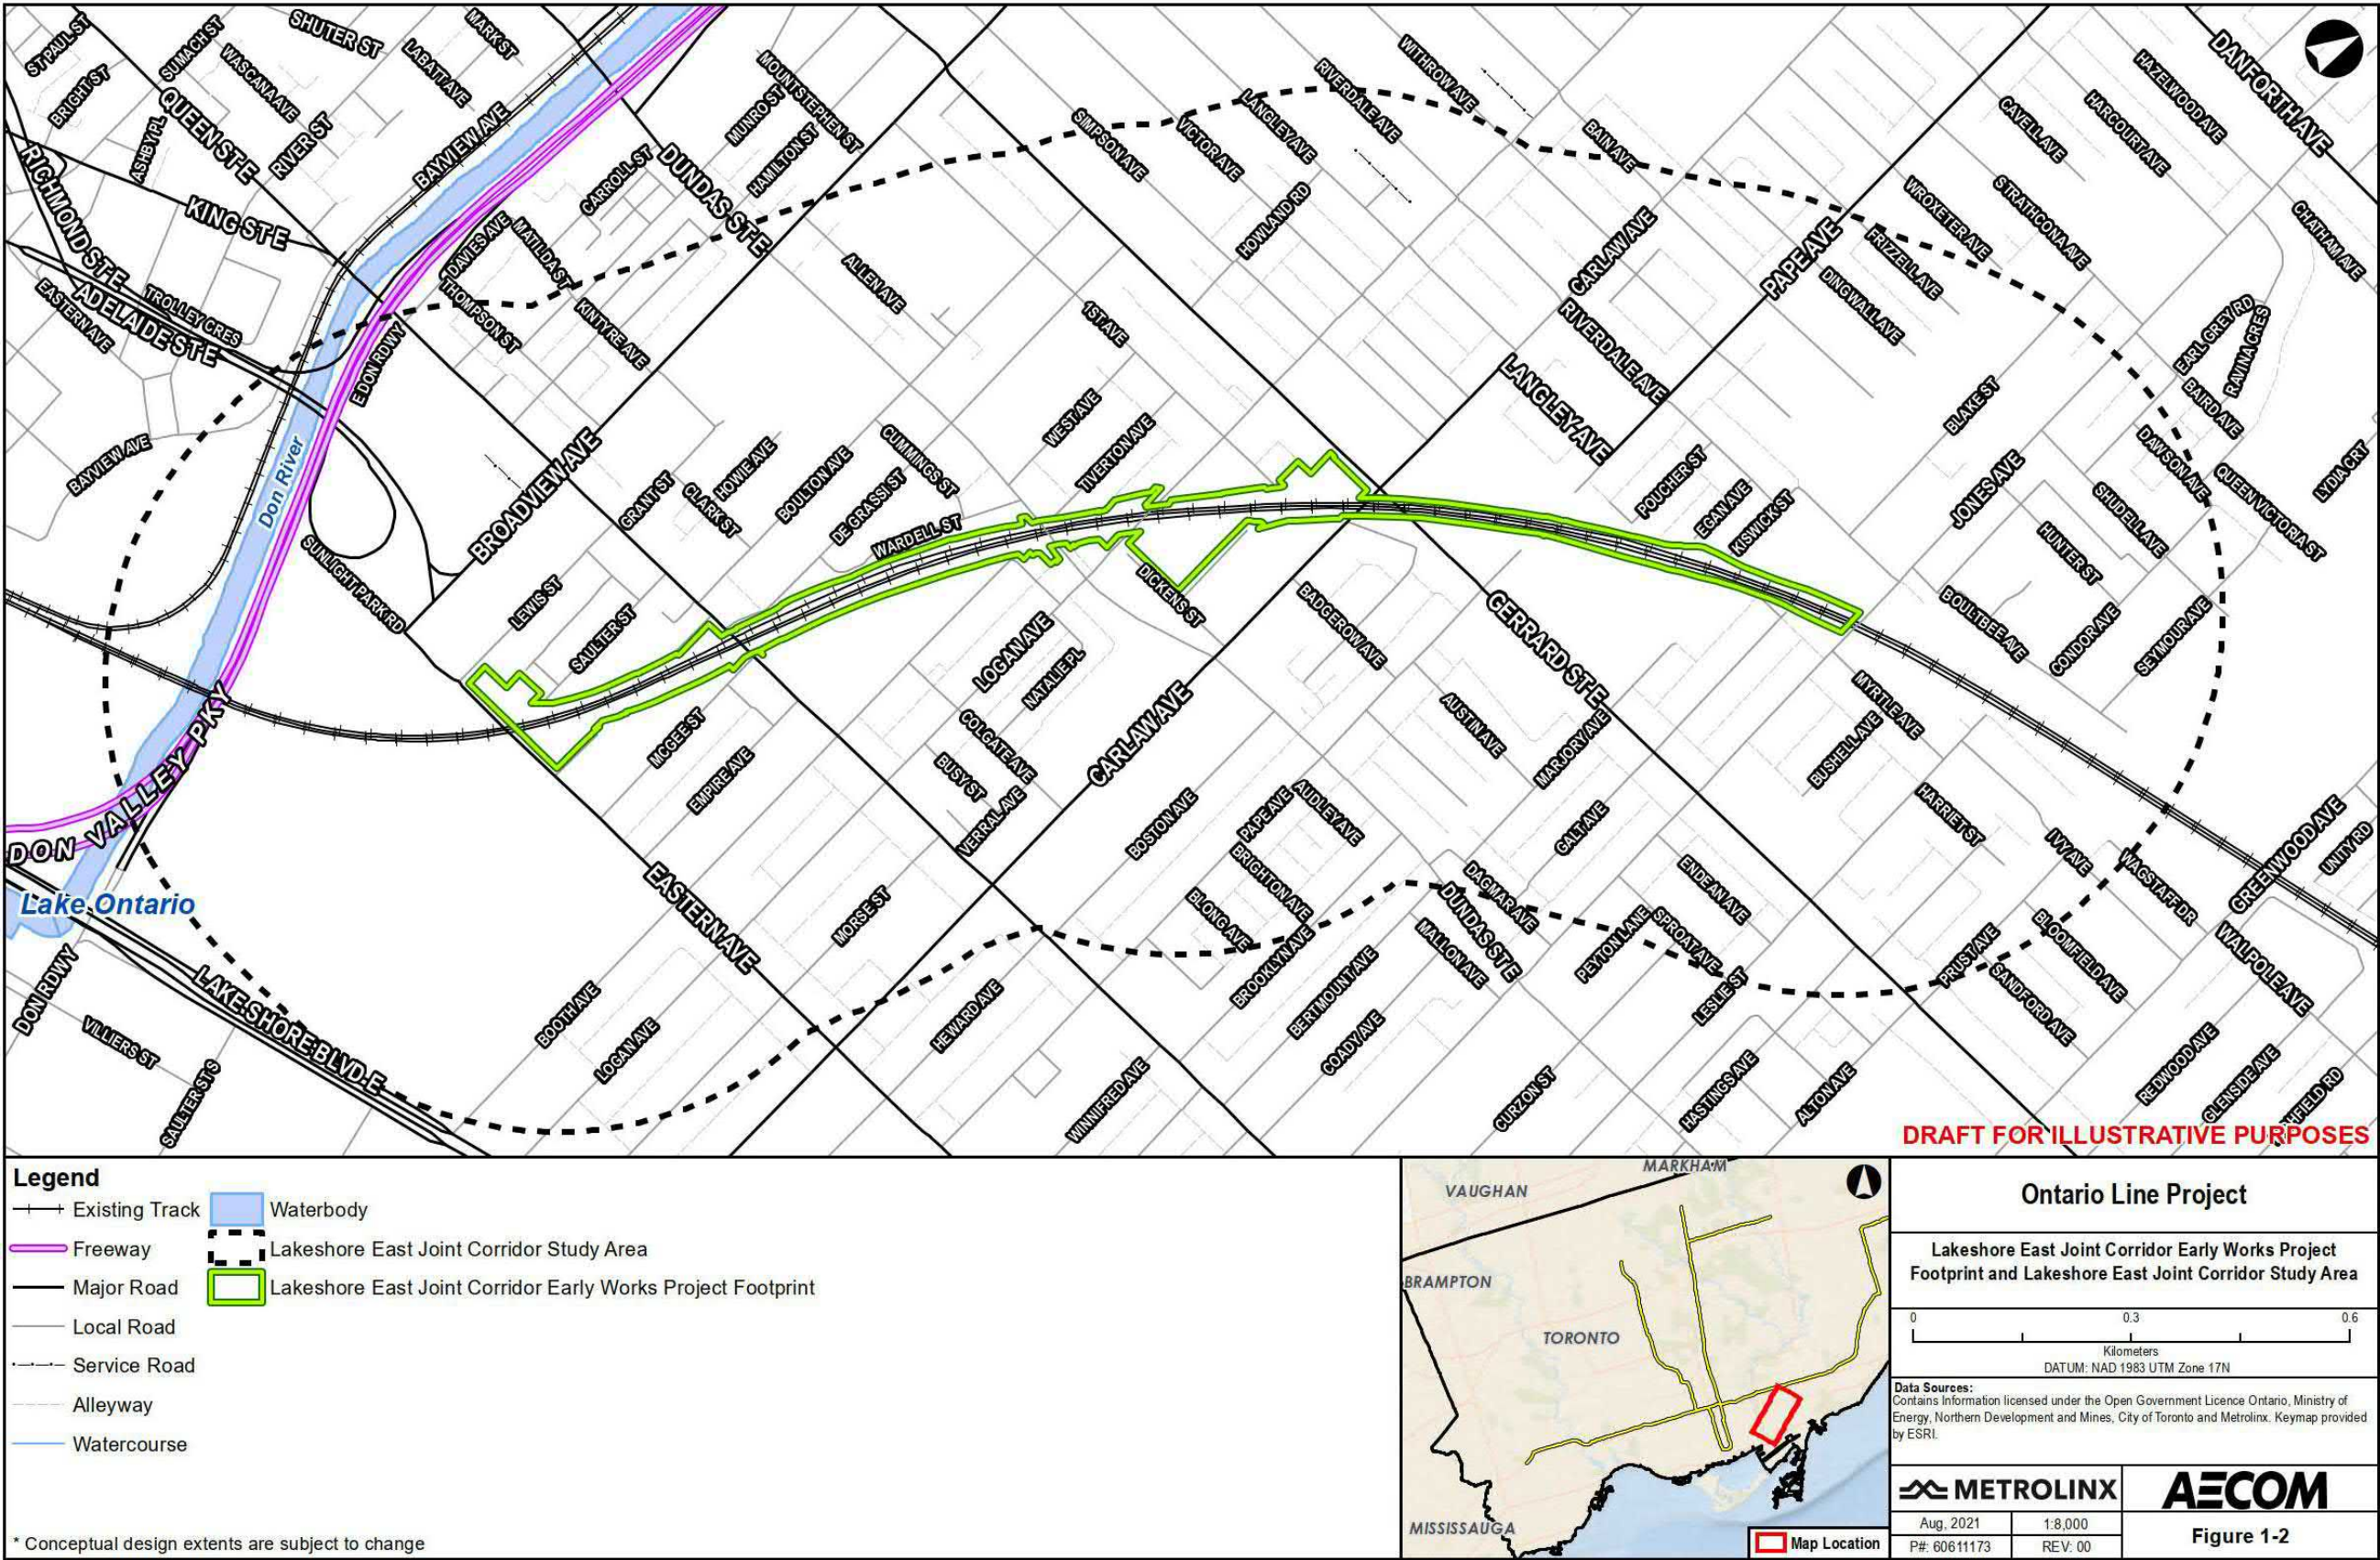 ST PAUL ST
BRIGHT ST
SUMACH ST
WASCANA AVE
SHUTER ST
LABATT AVE
MARK ST
QUEEN ST E
ASHBY PL
RIVER ST
BAYVIEW AVE
RICHMOND ST E
KING ST E
ADELAIDE ST E
EASTERN AVE
TROLLEY CRES
BAYVIEW AVE
Don River
E DON RDWY
DAVIES AVE
MATILDA ST
THOMPSON ST
CARROLL ST
DUNDAS ST E
MUNRO ST
MOUNTSTEPHEN ST
HAMILTON ST
KINTYRE AVE
ALLEN AVE
1ST AVE
SIMPSON AVE
VICTOR AVE
LANGLEY AVE
RIVERDALE AVE
WITHROW AVE
BAIN AVE
HOWLAND RD
CARLAW AVE
RIVERDALE AVE
LANGLEY AVE
PAPE AVE
DINGWALL AVE
FRIZELL AVE
WROXETER AVE
STRATHCONA AVE
CAVELL AVE
HARCOURT AVE
HAZELWOOD AVE
DANFORTH AVE
CHATHAM AVE
EARL GREY RD
RAVINA CRES
BAIRD AVE
BLAKE ST
JONES AVE
DAWSON AVE
QUEEN VICTORIA ST
LYDIA CRT
SHUDELL AVE
HUNTER ST
BOULTBEE AVE
CONDOR AVE
SEYMOUR AVE
POUCHER ST
EGAN AVE
KISWICK ST
WEST AVE
TIVERTON AVE
CUMMINGS ST
BOULTON AVE
DE GRASSI ST
HOWIE AVE
CLARK ST
GRANT ST
WARDELL ST
BROADVIEW AVE
SUNLIGHT PARK RD
LEWIS ST
SAULTER ST
DICKENS ST
BADGEROW AVE
GERRARD ST E
LOGAN AVE
NATALIE PL
COLGATE AVE
BUSY ST
VERRAL AVE
CARLAW AVE
MCGEE ST
EMPIRE AVE
AUSTIN AVE
MARJORY AVE
MYRTLE AVE
BUSHELL AVE
HARRIET ST
IVY AVE
WAGSTAFF DR
GREENWOOD AVE
UNITY RD
WALPOLE AVE
BLOOMFIELD AVE
PRUST AVE
SANDFORD AVE
REDWOOD AVE
GLENSIDE AVE
HFIELD RD
BOSTON AVE
PAPE AVE
AUDLEY AVE
BRIGHTON AVE
BLONG AVE
BROOKLYN AVE
BERTMOUNT AVE
COADY AVE
GALT AVE
DAGMAR AVE
DUNDAS ST E
MALLON AVE
ENDEAN AVE
PEYTON LANE
SPROAT AVE
LESLIE ST
CURZON ST
HASTINGS AVE
ALTON AVE
EASTERN AVE
MORSE ST
HEWARD AVE
WINNIFRED AVE
BOOTH AVE
LOGAN AVE
DON VALLEY PKY
Lake Ontario
DON RDWY
VILLIERS ST
SAULTER ST S
LAKE SHORE BLVD E
DRAFT FOR ILLUSTRATIVE PURPOSES
Legend
Existing Track
Freeway
Major Road
Local Road
Service Road
Alleyway
Watercourse
Waterbody
Lakeshore East Joint Corridor Study Area
Lakeshore East Joint Corridor Early Works Project Footprint
* Conceptual design extents are subject to change
MARKHAM
VAUGHAN
BRAMPTON
TORONTO
MISSISSAUGA
Map Location
Ontario Line Project
Lakeshore East Joint Corridor Early Works Project
Footprint and Lakeshore East Joint Corridor Study Area
0 0.3 0.6
Kilometers
DATUM: NAD 1983 UTM Zone 17N
Data Sources:
Contains Information licensed under the Open Government Licence Ontario, Ministry of
Energy, Northern Development and Mines, City of Toronto and Metrolinx. Keymap provided
by ESRI.
METROLINX
AECOM
Aug, 2021
1:8,000
P#: 60611173
REV: 00
Figure 1-2